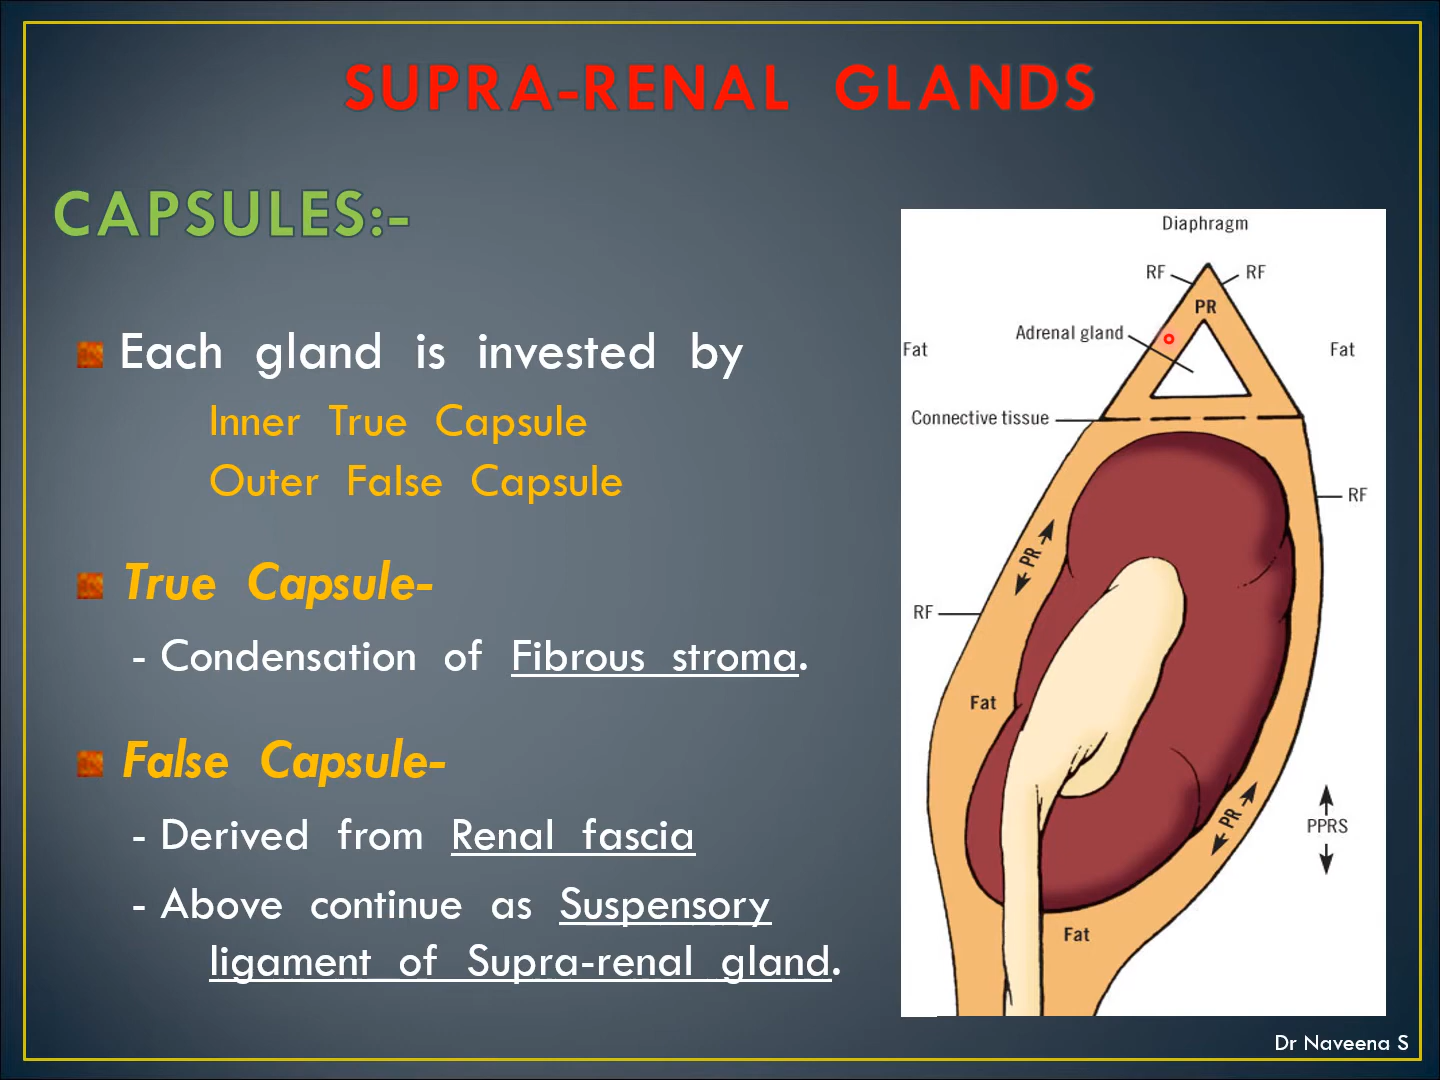 SUPRA-RENAL GLANDS
CAPSULES:-
Each gland is invested by
Inner True Capsule
Outer False Capsule
True Capsule-
- Condensation of Fibrous stroma.
False Capsule-
- Derived from Renal fascia
- Above continue as Suspensory
ligament of Supra-renal gland.
Diaphragm
RF
RF
PR
Adrenal gland
Fat
Fat
Connective tissue
RF
PR
RF
Fat
PR
PPRS
Fat
Dr Naveena S